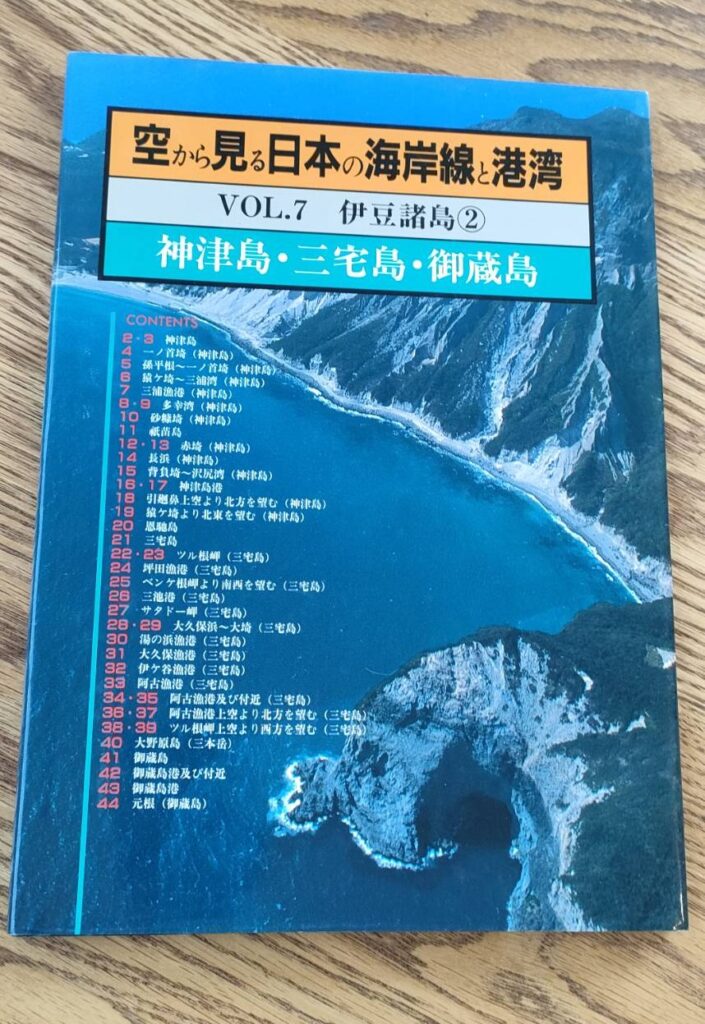 空から見る日本の海岸線と港湾
VOL.7 伊豆諸島②
神津島・三宅島・御蔵島
CONTENTS
2・3 神津島
4 一ノ首埼（神津島）
5 孫平根～一ノ首埼（神津島）
6 猿ケ埼～三浦湾（神津島）
7 三浦漁港（神津島）
8・9 多幸湾（神津島）
10 砂糠埼（神津島）
11 祇苗島
12・13 赤埼（神津島）
14 長浜（神津島）
15 背負埼～沢尻湾（神津島）
16・17 神津島港
18 引廻鼻上空より北方を望む（神津島）
19 猿ケ埼より北東を望む（神津島）
20 恩馳島
21 三宅島
22・23 ツル根岬（三宅島）
24 坪田漁港（三宅島）
25 ベンケ根岬より南西を望む（三宅島）
26 三池港（三宅島）
27 サタドー岬（三宅島）
28・29 大久保浜～大埼（三宅島）
30 湯の浜漁港（三宅島）
31 大久保漁港（三宅島）
32 伊ケ谷漁港（三宅島）
33 阿古漁港（三宅島）
34・35 阿古漁港及び付近（三宅島）
36・37 阿古漁港上空より北方を望む（三宅島）
38・39 ツル根岬上空より西方を望む（三宅島）
40 大野原島（三本岳）
41 御蔵島
42 御蔵島港及び付近
43 御蔵島港
44 元根（御蔵島）